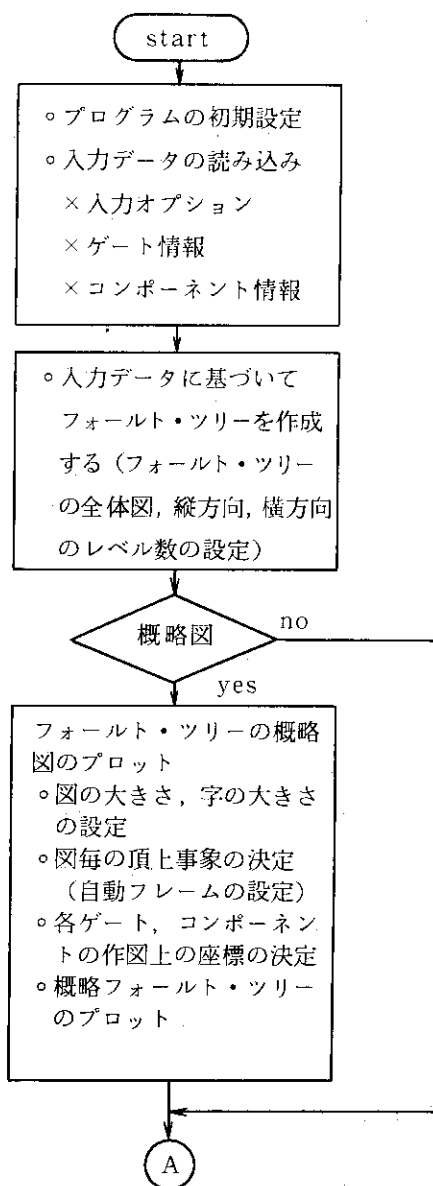 start
○プログラムの初期設定
○入力データの読み込み
×入力オプション
×ゲート情報
×コンポーネント情報
○入力データに基づいて
フォールト・ツリーを作成
する（フォールト・ツリー
の全体図，縦方向，横方向
のレベル数の設定）
概略図
no
yes
フォールト・ツリーの概略
図のプロット
○図の大きさ，字の大きさ
の設定
○図毎の頂上事象の決定
（自動フレームの設定）
○各ゲート，コンポーネン
トの作図上の座標の決定
○概略フォールト・ツリー
のプロット
A